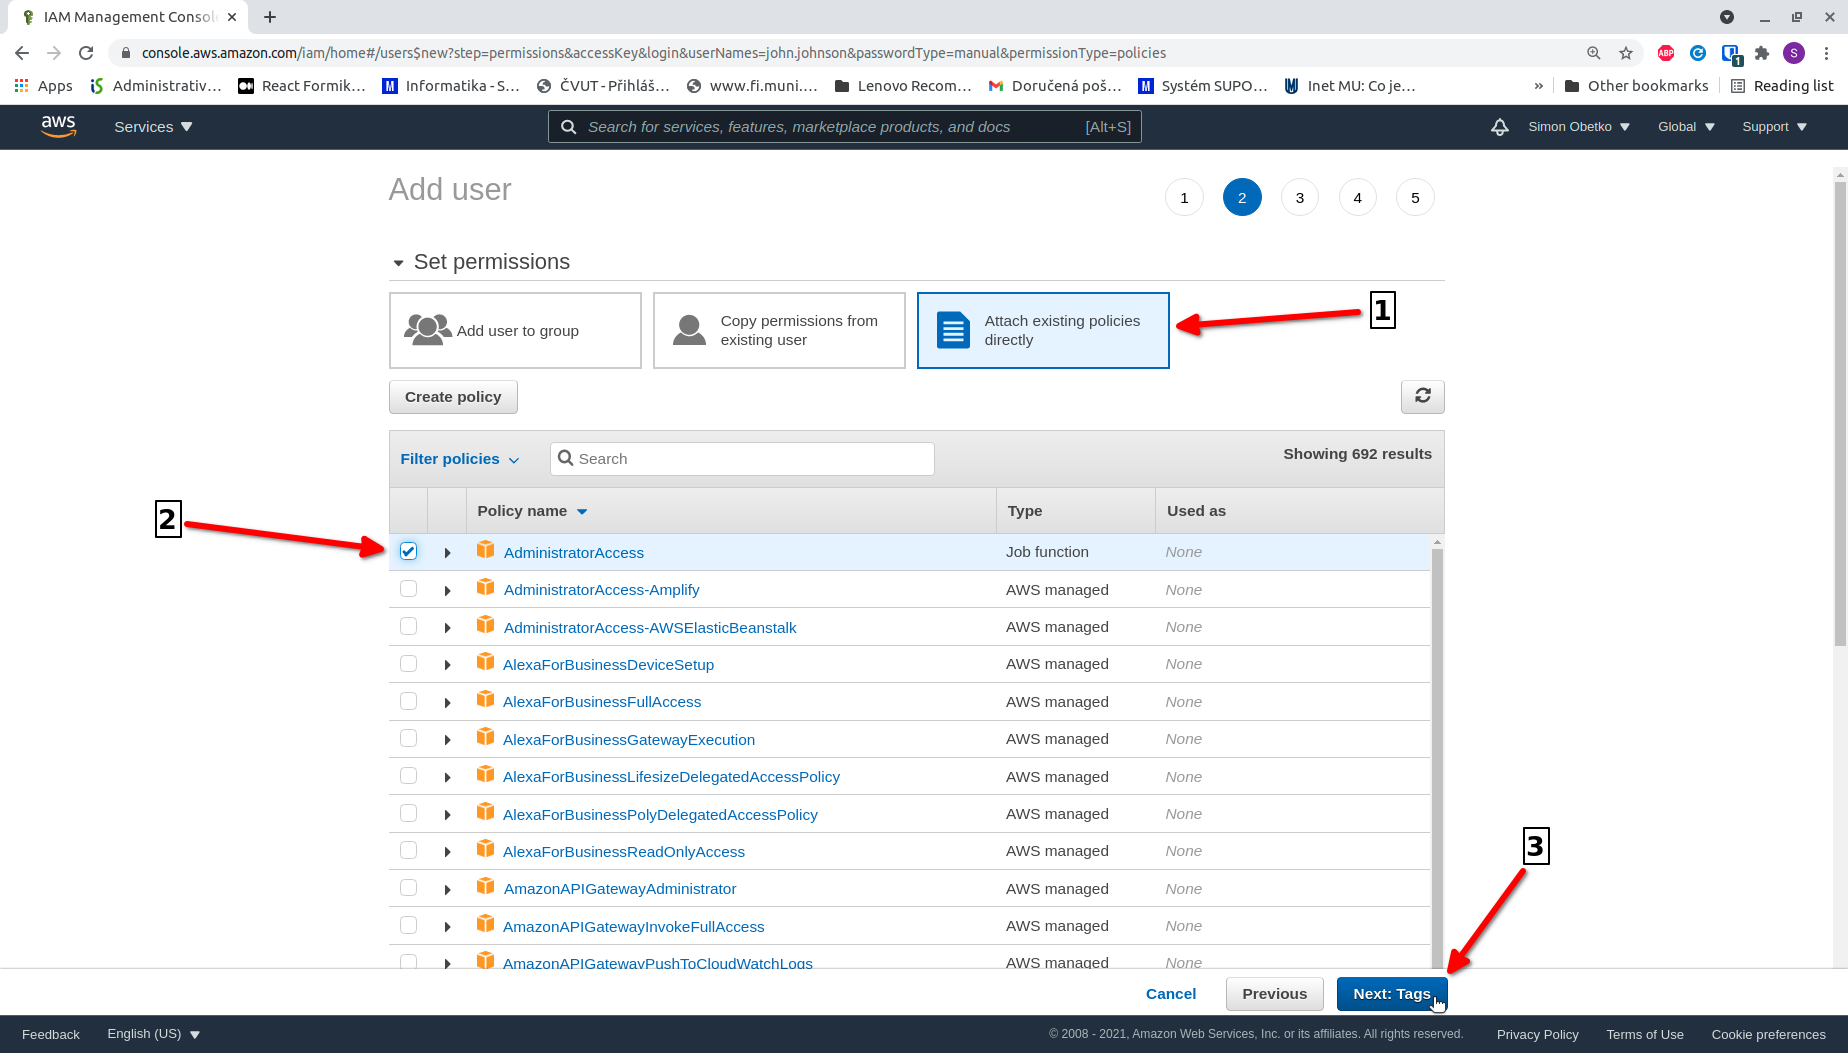 IAM Management Consol
console.aws.amazon.com/iam/home#/users$new?step=permissions&accessKey&login&userNames=john.johnson&passwordType=manual&permissionType=policies
ABP
1
S
Apps
Administrativ…
React Formik…
M Informatika - S…
ČVUT - Přihláš…
www.fi.muni.…
Lenovo Recom…
Doručená poš…
M Systém SUPO…
Inet MU: Co je…
»
Other bookmarks
Reading list
aws
Services
Search for services, features, marketplace products, and docs [Alt+S]
Simon Obetko
Global
Support
Add user
1 2 3 4 5
Set permissions
Add user to group
Copy permissions from
existing user
Attach existing policies
directly
1
Create policy
Filter policies
Search
Showing 692 results
2
Policy name Type Used as
AdministratorAccess Job function None
AdministratorAccess-Amplify AWS managed None
AdministratorAccess-AWSElasticBeanstalk AWS managed None
AlexaForBusinessDeviceSetup AWS managed None
AlexaForBusinessFullAccess AWS managed None
AlexaForBusinessGatewayExecution AWS managed None
AlexaForBusinessLifesizeDelegatedAccessPolicy AWS managed None
AlexaForBusinessPolyDelegatedAccessPolicy AWS managed None
AlexaForBusinessReadOnlyAccess AWS managed None
3
AmazonAPIGatewayAdministrator AWS managed None
AmazonAPIGatewayInvokeFullAccess AWS managed None
AmazonAPIGatewayPushToCloudWatchLogs AWS managed None
Cancel Previous Next: Tags
Feedback English (US) © 2008 - 2021, Amazon Web Services, Inc. or its affiliates. All rights reserved. Privacy Policy Terms of Use Cookie preferences